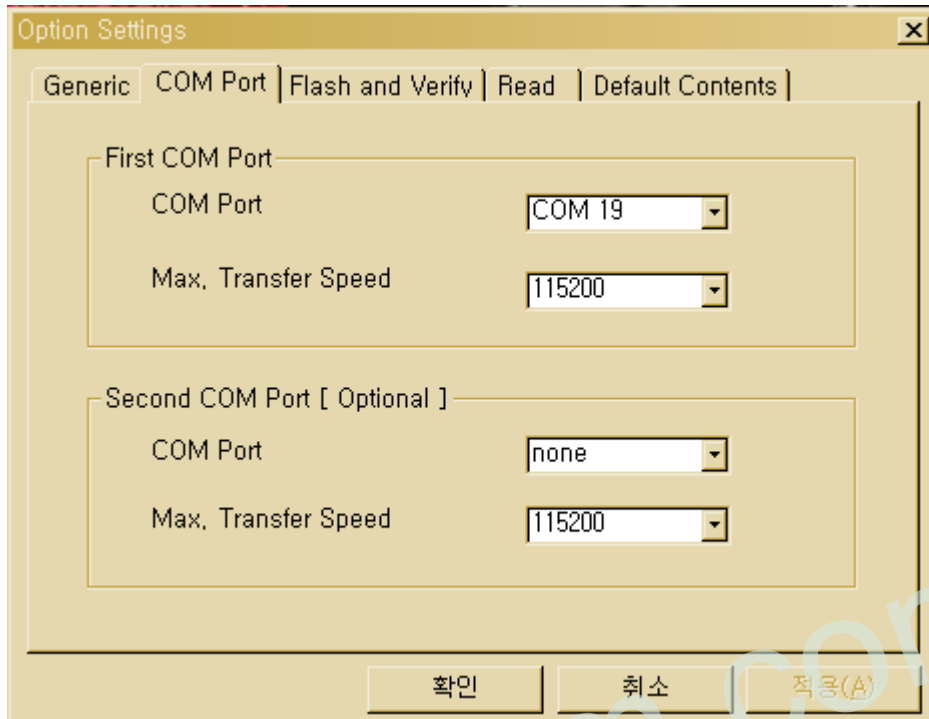 Option Settings
Generic COM Port Flash and Verify Read Default Contents
First COM Port
COM Port COM 19
Max, Transfer Speed 115200
Second COM Port [ Optional ]
COM Port none
Max, Transfer Speed 115200
확인 취소 적용(A)